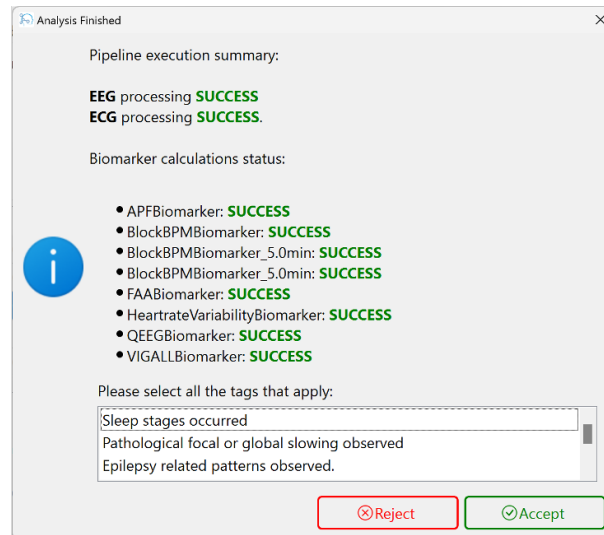 Analysis Finished
Pipeline execution summary:
EEG processing SUCCESS
ECG processing SUCCESS.
Biomarker calculations status:
APFBiomarker: SUCCESS
BlockBPMBiomarker: SUCCESS
BlockBPMBiomarker_5.0min: SUCCESS
BlockBPMBiomarker_5.0min: SUCCESS
FAABiomarker: SUCCESS
HeartrateVariabilityBiomarker: SUCCESS
QEEGBiomarker: SUCCESS
VIGALLBiomarker: SUCCESS
Please select all the tags that apply:
Sleep stages occurred
Pathological focal or global slowing observed
Epilepsy related patterns observed.
Reject
Accept